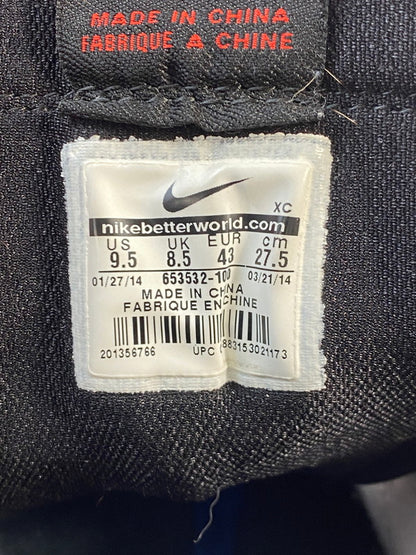 MADE IN CHINA
FABRIQUE A CHINE
XC
nikebetterworld.com
US UK EUR cm
9.5 8.5 43 27.5
01/27/14 653532-100 03/21/14
MADE IN CHINA
FABRIQUE EN CHINE
201356766 UPC 00883153021173